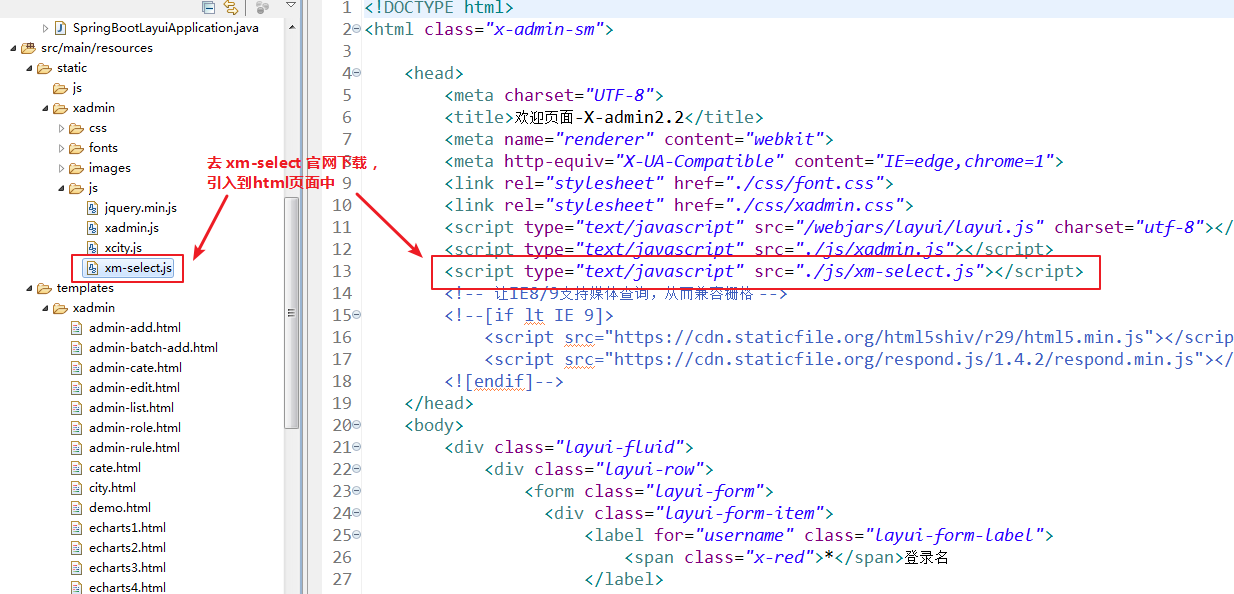 SpringBootLayuiApplication.java
src/main/resources
static
js
xadmin
css
fonts
images
js
jquery.min.js
xadmin.js
xcity.js
xm-select.js
templates
xadmin
admin-add.html
admin-batch-add.html
admin-cate.html
admin-edit.html
admin-list.html
admin-role.html
admin-rule.html
cate.html
city.html
demo.html
echarts1.html
echarts2.html
echarts3.html
echarts4.html
去 xm-select 官网下载，
引入到html页面中
1 <!DOCTYPE html>
2 <html class="x-admin-sm">
3
4 <head>
5 <meta charset="UTF-8">
6 <title>欢迎页面-X-admin2.2</title>
7 <meta name="renderer" content="webkit">
8 <meta http-equiv="X-UA-Compatible" content="IE=edge,chrome=1">
9 <link rel="stylesheet" href="./css/font.css">
10 <link rel="stylesheet" href="./css/xadmin.css">
11 <script type="text/javascript" src="/webjars/layui/layui.js" charset="utf-8"></
12 <script type="text/javascript" src="./js/xadmin.js"></script>
13 <script type="text/javascript" src="./js/xm-select.js"></script>
14 <!-- 让IE8/9支持媒体查询，从而兼容栅格 -->
15 <!--[if lt IE 9]>
16 <script src="https://cdn.staticfile.org/html5shiv/r29/html5.min.js"></scrip
17 <script src="https://cdn.staticfile.org/respond.js/1.4.2/respond.min.js"></
18 <![endif]-->
19 </head>
20 <body>
21 <div class="layui-fluid">
22 <div class="layui-row">
23 <form class="layui-form">
24 <div class="layui-form-item">
25 <label for="username" class="layui-form-label">
26 <span class="x-red">*</span>登录名
27 </label>